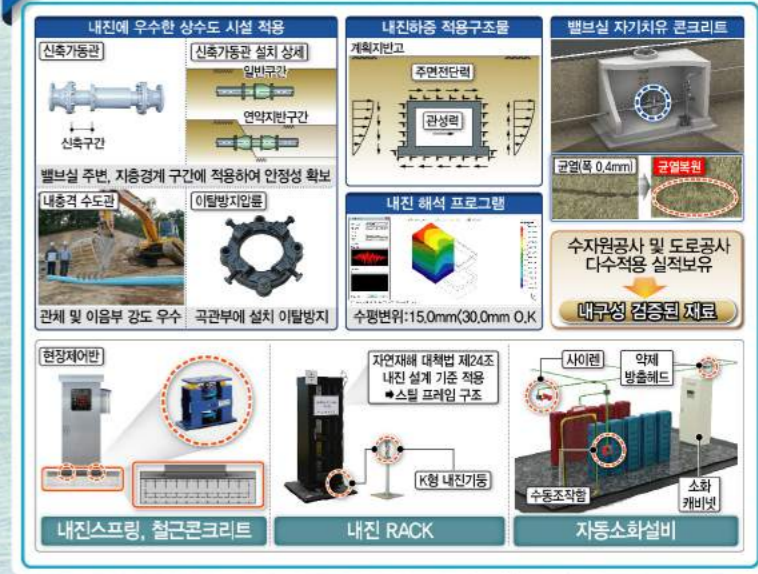 내진에 우수한 상수도 시설 적용
신축가동관
신축구간
신축가동관 설치 상세
일반구간
연약지반구간
밸브실 주변, 지층경계 구간에 적용하여 안정성 확보
내충격 수도관
이탈방지압륜
관체 및 이음부 강도 우수
곡관부에 설치 이탈방지
내진하중 적용구조물
계획지반고
주면전단력
관성력
내진 해석 프로그램
수평변위:15.0mm(30.0mm O.K
밸브실 자기치유 콘크리트
균열(폭 0.4mm)
균열복원
수자원공사 및 도로공사
다수적용 실적보유
내구성 검증된 재료
현장제어반
내진스프링, 철근콘크리트
자연재해 대책법 제24조
내진 설계 기준 적용
➡스틸 프레임 구조
K형 내진기둥
내진 RACK
사이렌
약제
방출헤드
수동조작함
소화
캐비넷
자동소화설비